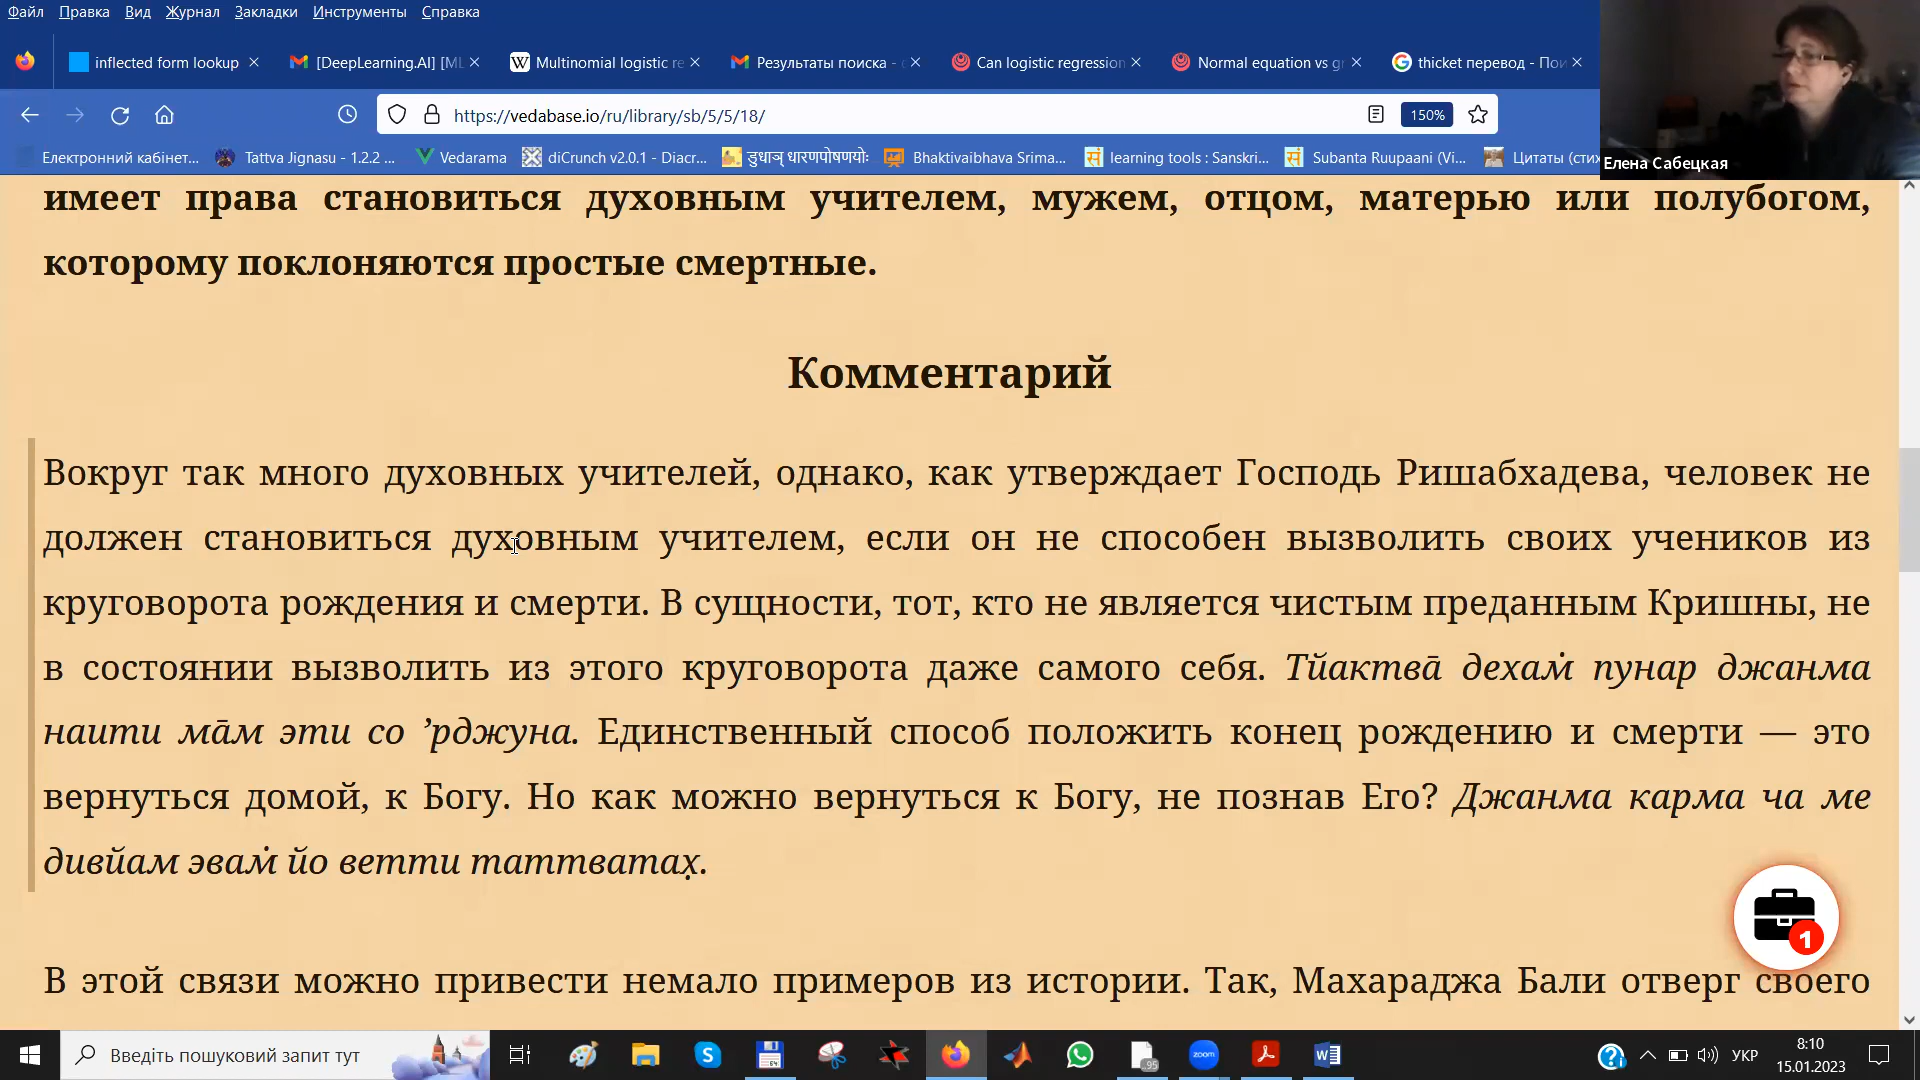 Файл Правка Вид Журнал Закладки Инструменты Справка
inflected form lookup
[DeepLearning.AI] [ML
Multinomial logistic re
Результаты поиска -
Can logistic regression
Normal equation vs gr
thicket перевод - Пои
https://vedabase.io/ru/library/sb/5/5/18/
150%
Електронний кабінет...
Tattva Jignasu - 1.2.2 ...
Vedarama
diCrunch v2.0.1 - Diacr...
डुधाञ् धारणपोषणयोः
Bhaktivaibhava Srima...
learning tools : Sanskri...
Subanta Ruupaani (Vi...
Цитаты (сти
Елена Сабецкая
имеет права становиться духовным учителем, мужем, отцом, матерью или полубогом,
которому поклоняются простые смертные.
Комментарий
Вокруг так много духовных учителей, однако, как утверждает Господь Ришабхадева, человек не
должен становиться духовным учителем, если он не способен вызволить своих учеников из
круговорота рождения и смерти. В сущности, тот, кто не является чистым преданным Кришны, не
в состоянии вызволить из этого круговорота даже самого себя. Тйактва̄ дехам̇ пунар джанма
наити ма̄м эти со ’рджуна. Единственный способ положить конец рождению и смерти — это
вернуться домой, к Богу. Но как можно вернуться к Богу, не познав Его? Джанма карма ча ме
дивйам эвам̇ йо ветти таттватах̣.
1
В этой связи можно привести немало примеров из истории. Так, Махараджа Бали отверг своего
Введіть пошуковий запит тут
zoom
95
УКР
8:10
15.01.2023